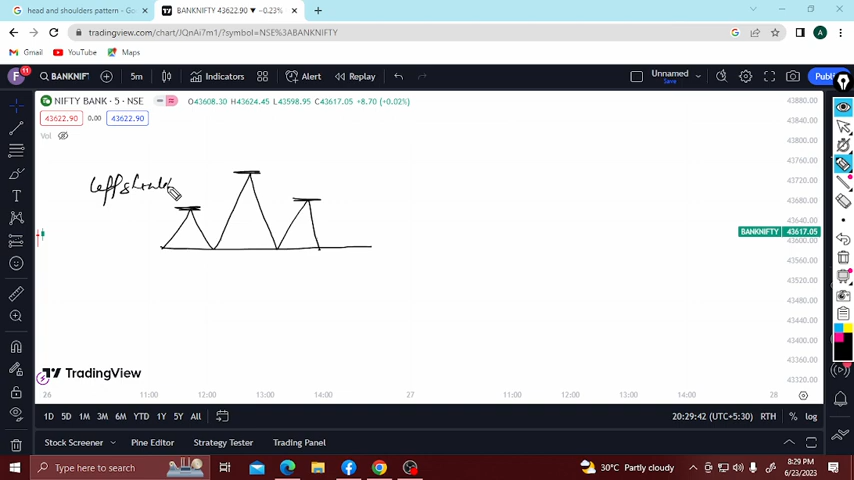 head and shoulders pattern - G
BANKNIFTY 43622.90 ▼ -0.23%
tradingview.com/chart/JQnAi7m1/?symbol=NSE%3ABANKNIFTY
Gmail YouTube Maps
F 11 BANKNIFT 5m Indicators Alert Replay Unnamed Save Publi
NIFTY BANK · 5 · NSE O43608.30 H43624.45 L43598.95 C43617.05 +8.70 (+0.02%)
43622.90 0.00 43622.90
Vol
43880.00
43840.00
43800.00
43760.00
43720.00
43680.00
43640.00
BANKNIFTY 43617.05
43600.00
43560.00
43520.00
43480.00
43440.00
43400.00
43360.00
43320.00
TradingView
26 11:00 12:00 13:00 14:00 27 11:00 12:00 13:00 14:00 28
1D 5D 1M 3M 6M YTD 1Y 5Y All 20:29:42 (UTC+5:30) RTH % log
Stock Screener Pine Editor Strategy Tester Trading Panel
Type here to search 30°C Partly cloudy 8:29 PM
6/23/2023